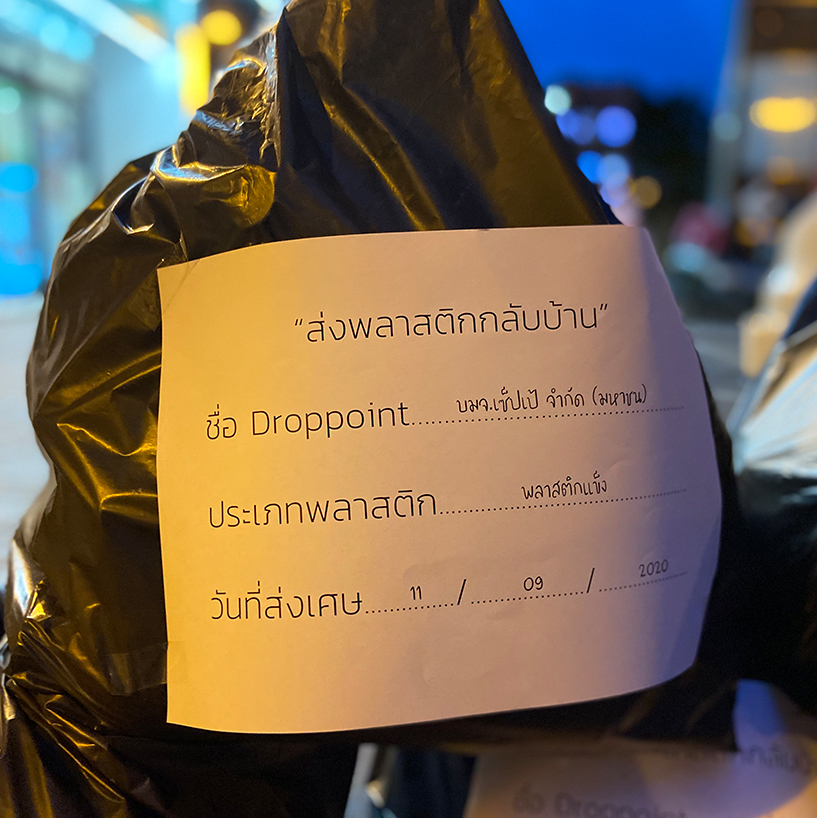 “ส่งพลาสติกกลับบ้าน”
ชื่อ Droppoint.....บมจ.เซ็ปเป้ จำกัด (มหาชน).....
ประเภทพลาสติก.....พลาสติกแข็ง.....
วันที่ส่งเศษ.....11...../.....09...../.....2020.....
ชื่อ Droppoint